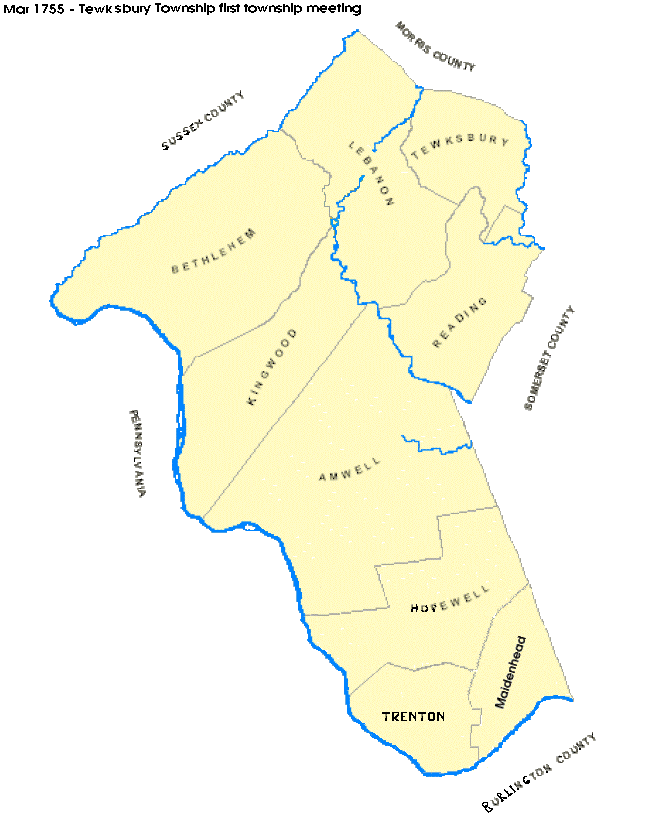 Mar 1755 - Tewksbury Township first township meeting
MORRIS COUNTY
SUSSEX COUNTY
TEWKSBURY
LEBANON
BETHLEHEM
READING
SOMERSET COUNTY
KINGWOOD
PENNSYLVANIA
AMWELL
HOPEWELL
Maidenhead
TRENTON
BURLINGTON COUNTY